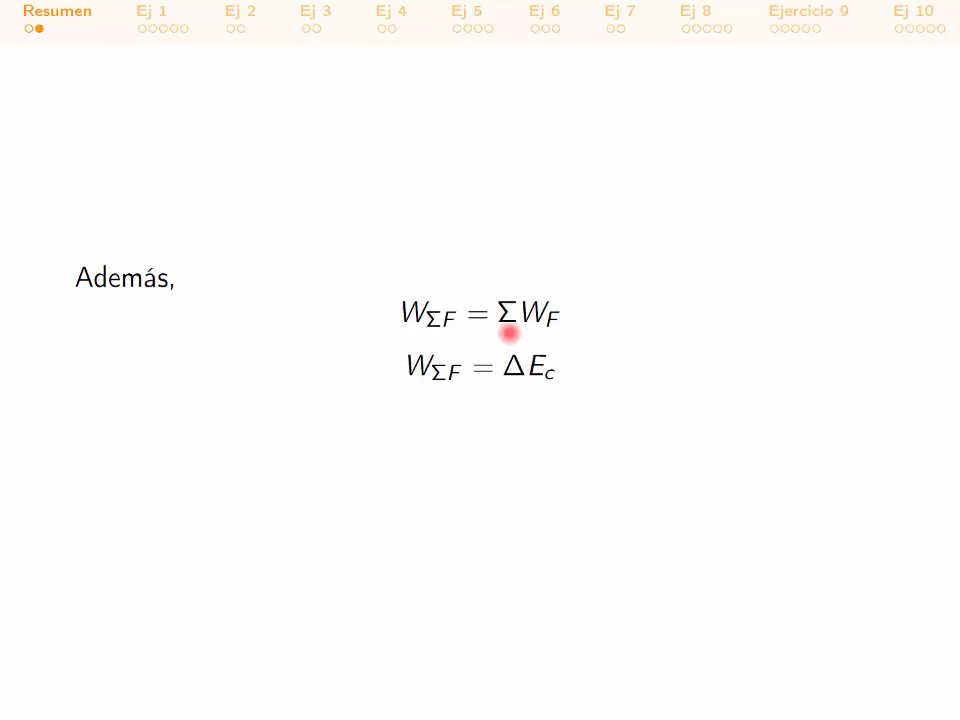 Resumen Ej 1 Ej 2 Ej 3 Ej 4 Ej 5 Ej 6 Ej 7 Ej 8 Ejercicio 9 Ej 10
Además,
W_{ΣF} = ΣW_F
W_{ΣF} = ΔE_c